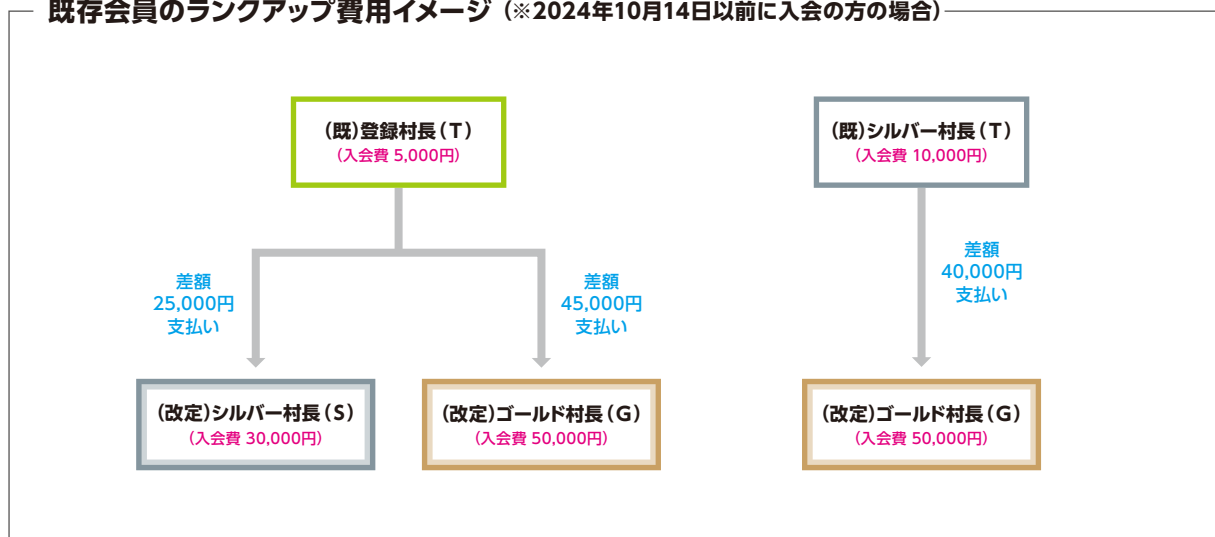 既存会員のランクアップ費用イメージ（※2024年10月14日以前に入会の方の場合）
（既）登録村長（T）
（入会費 5,000円）
（既）シルバー村長（T）
（入会費 10,000円）
差額
25,000円
支払い
差額
45,000円
支払い
差額
40,000円
支払い
（改定）シルバー村長（S）
（入会費 30,000円）
（改定）ゴールド村長（G）
（入会費 50,000円）
（改定）ゴールド村長（G）
（入会費 50,000円）